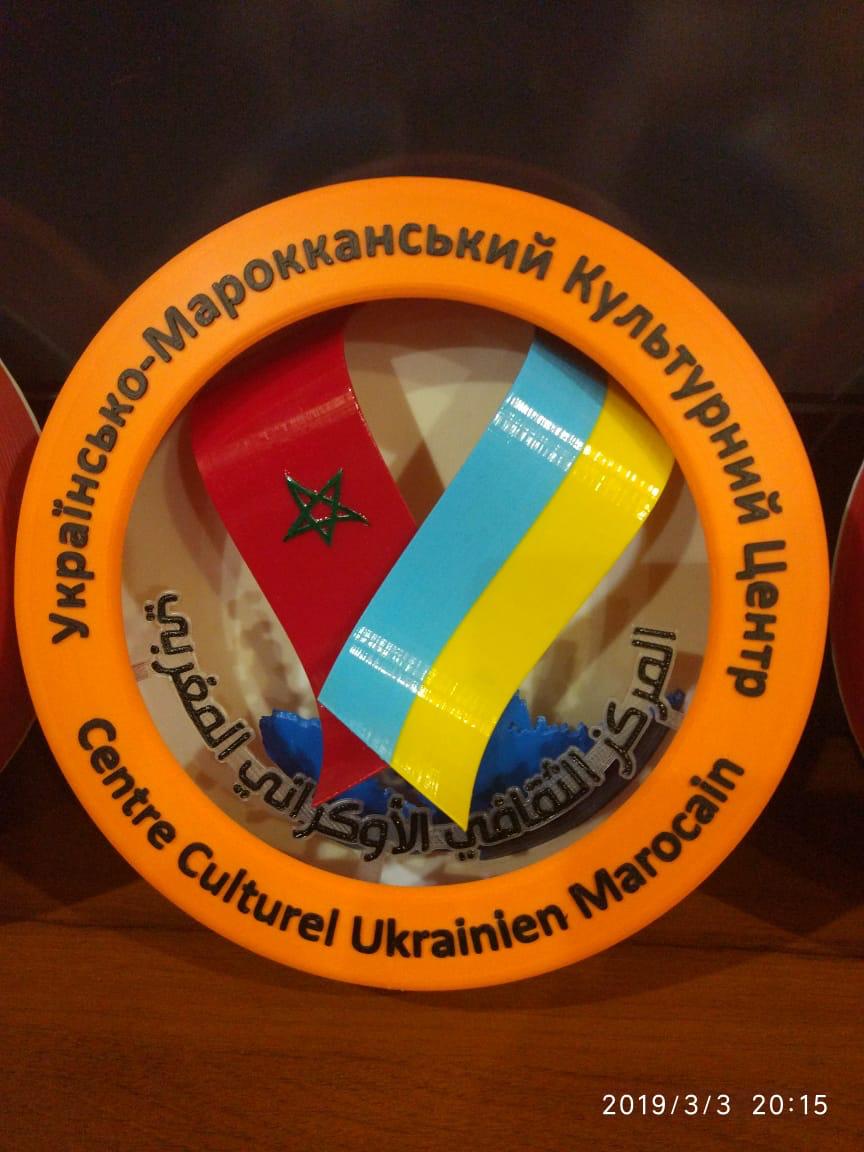 Українсько-Марокканський Культурний Центр
المركز الثقافي الأوكراني المغربي
Centre Culturel Ukrainien Marocain
2019/3/3 20:15